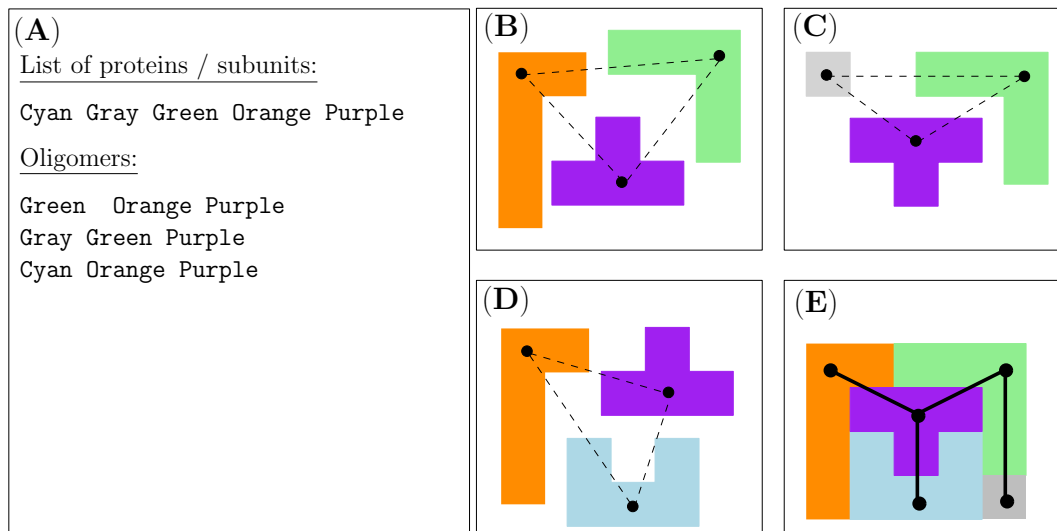 (A)
List of proteins / subunits:
Cyan Gray Green Orange Purple
Oligomers:
Green  Orange Purple
Gray Green Purple
Cyan Orange Purple
(B)
(C)
(D)
(E)